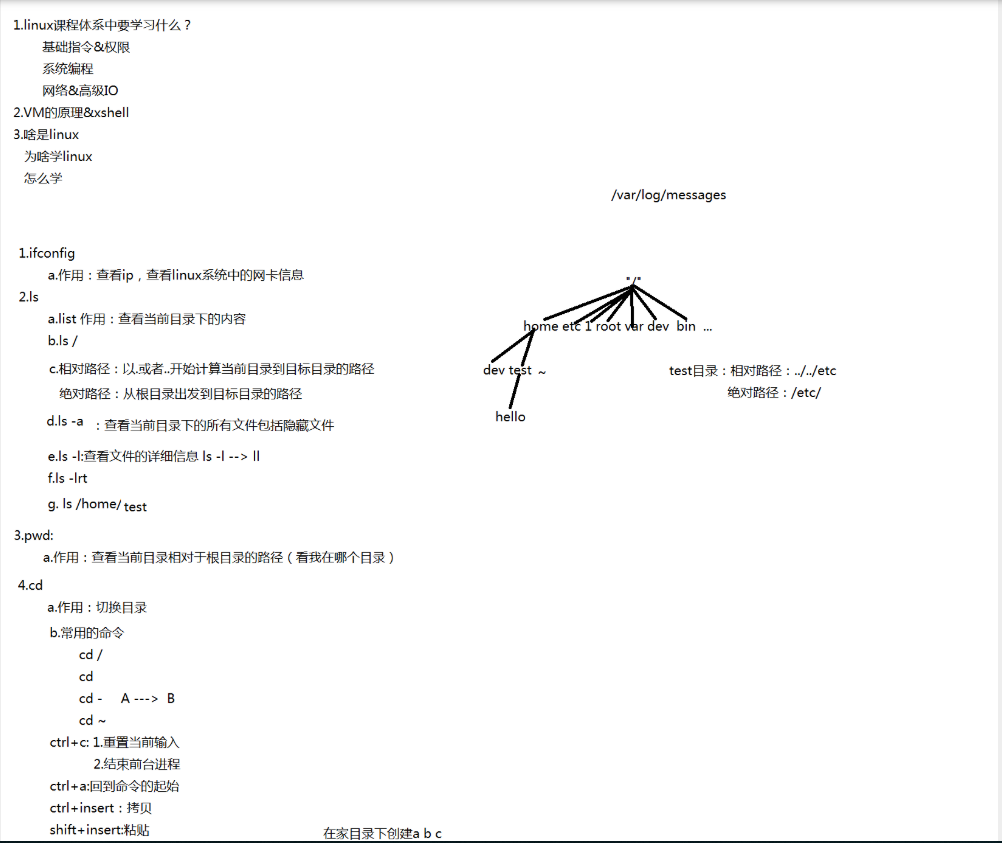 1.linux课程体系中要学习什么？
基础指令&权限
系统编程
网络&高级IO
2.VM的原理&xshell
3.啥是linux
为啥学linux
怎么学
/var/log/messages
1.ifconfig
a.作用：查看ip，查看linux系统中的网卡信息
2.ls
a.list 作用：查看当前目录下的内容
b.ls /
c.相对路径：以.或者..开始计算当前目录到目标目录的路径
绝对路径：从根目录出发到目标目录的路径
d.ls -a ：查看当前目录下的所有文件包括隐藏文件
e.ls -l:查看文件的详细信息 ls -l --> ll
f.ls -lrt
g. ls /home/ test
"/"
home etc 1 root var dev bin ...
dev test ~
hello
test目录：相对路径：../../etc
绝对路径：/etc/
3.pwd:
a.作用：查看当前目录相对于根目录的路径（看我在哪个目录）
4.cd
a.作用：切换目录
b.常用的命令
cd /
cd
cd - A ---> B
cd ~
ctrl+c: 1.重置当前输入
2.结束前台进程
ctrl+a:回到命令的起始
ctrl+insert：拷贝
shift+insert:粘贴
在家目录下创建a b c